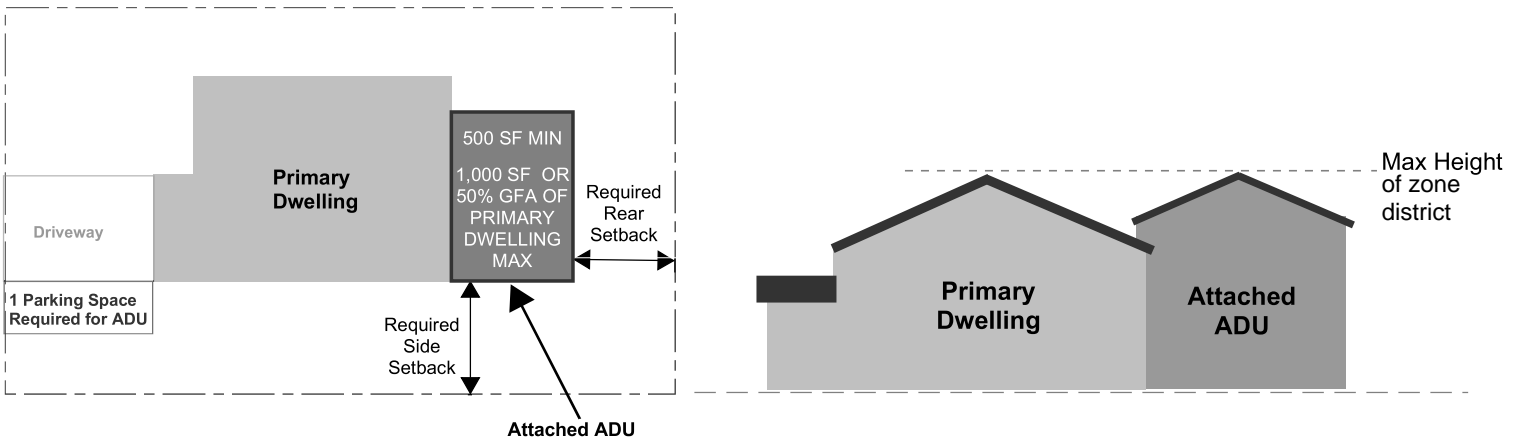 Primary
Dwelling
500 SF MIN
1,000 SF OR
50% GFA OF
PRIMARY
DWELLING
MAX
Required
Rear
Setback
Driveway
1 Parking Space
Required for ADU
Required
Side
Setback
Attached ADU
Max Height
of zone
district
Primary
Dwelling
Attached
ADU